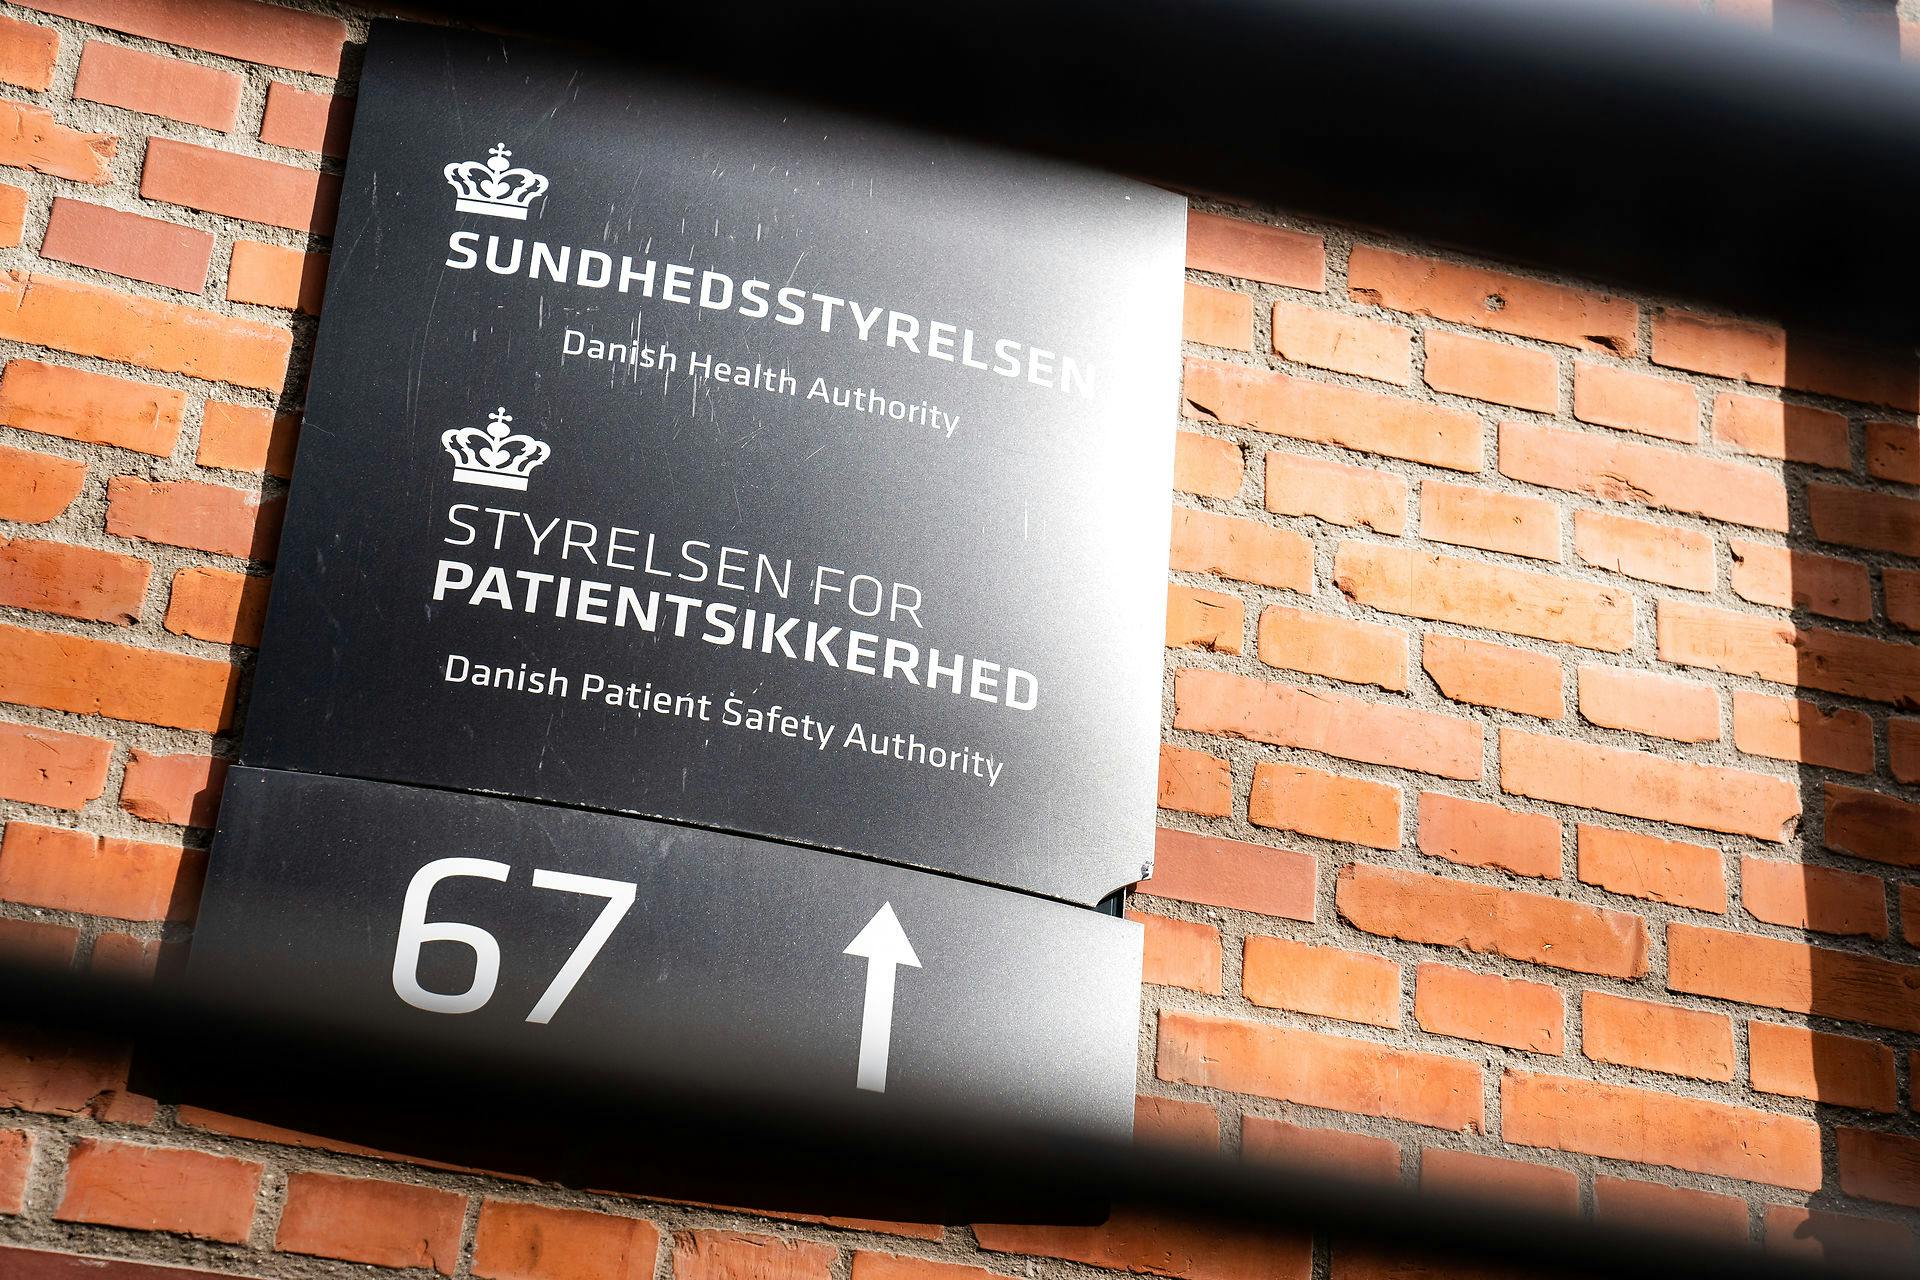 SUNDHEDSSTYRELSEN
Danish Health Authority
STYRELSEN FOR
PATIENTSIKKERHED
Danish Patient Safety Authority
67